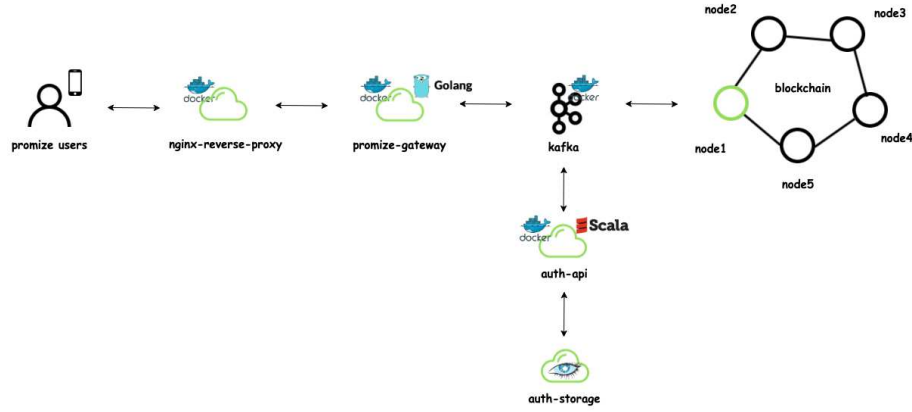 node2
node3
docker
docker
Golang
docker
blockchain
promize users
nginx-reverse-proxy
promize-gateway
kafka
node1
node4
node5
docker
Scala
auth-api
auth-storage